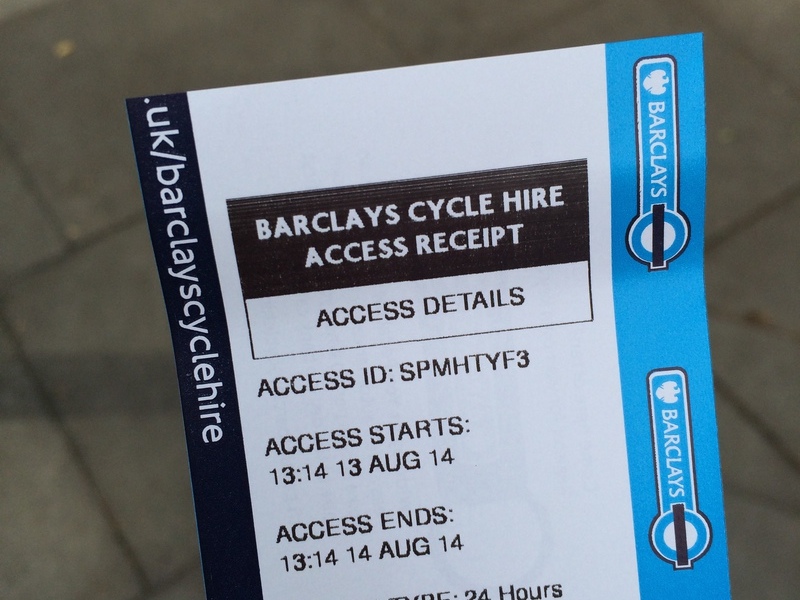 .uk/barclayscyclehire
BARCLAYS CYCLE HIRE
ACCESS RECEIPT
ACCESS DETAILS
ACCESS ID: SPMHTYF3
ACCESS STARTS:
13:14 13 AUG 14
ACCESS ENDS:
13:14 14 AUG 14
TYPE: 24 Hours
BARCLAYS
BARCLAYS